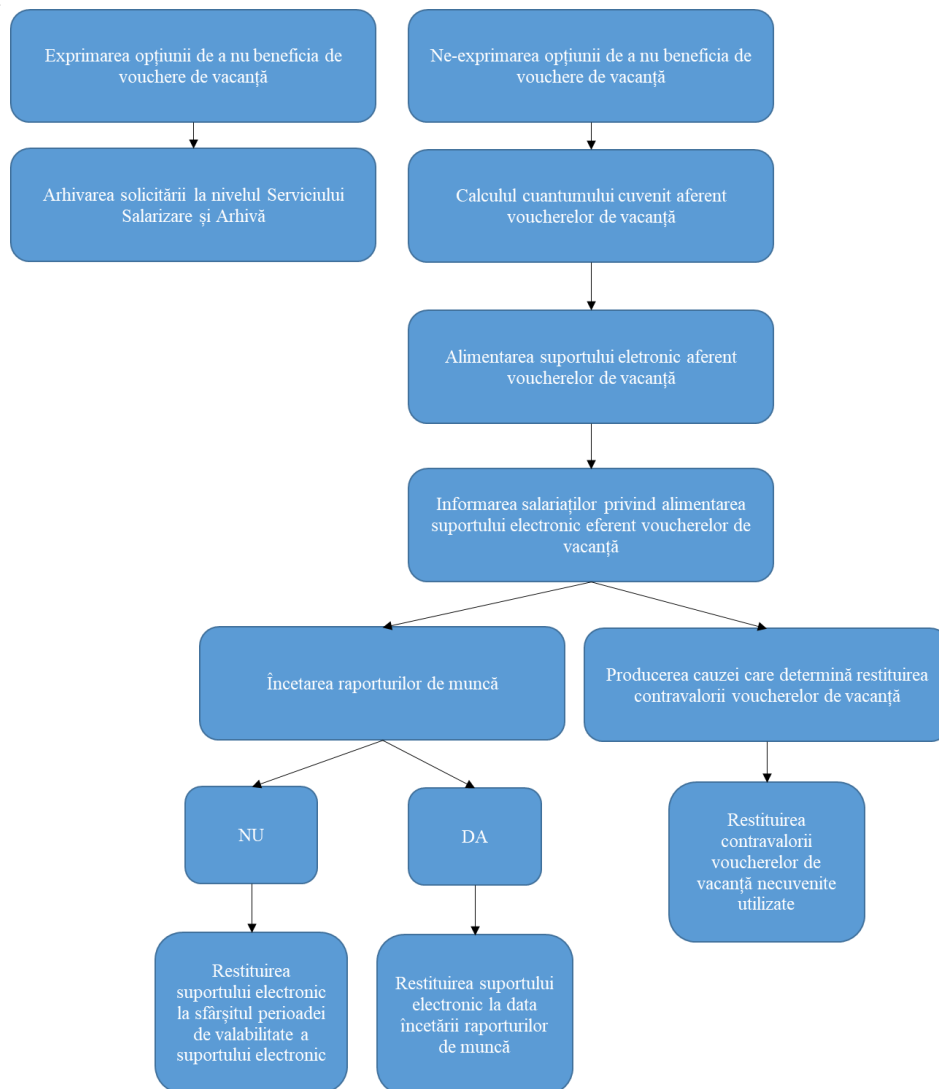 Exprimarea opțiunii de a nu beneficia de
vouchere de vacanță
Ne-exprimarea opțiunii de a nu beneficia de
vouchere de vacanță
Arhivarea solicitării la nivelul Serviciului
Salarizare și Arhivă
Calculul cuantumului cuvenit aferent
voucherelor de vacanță
Alimentarea suportului eletronic aferent
voucherelor de vacanță
Informarea salariaților privind alimentarea
suportului electronic eferent voucherelor de
vacanță
Încetarea raporturilor de muncă
Producerea cauzei care determină restituirea
contravalorii voucherelor de vacanță
NU
DA
Restituirea
contravalorii
voucherelor de
vacanță necuvenite
utilizate
Restituirea
suportului electronic
la sfârșitul perioadei
de valabilitate a
suportului electronic
Restituirea suportului
electronic la data
încetării raporturilor
de muncă